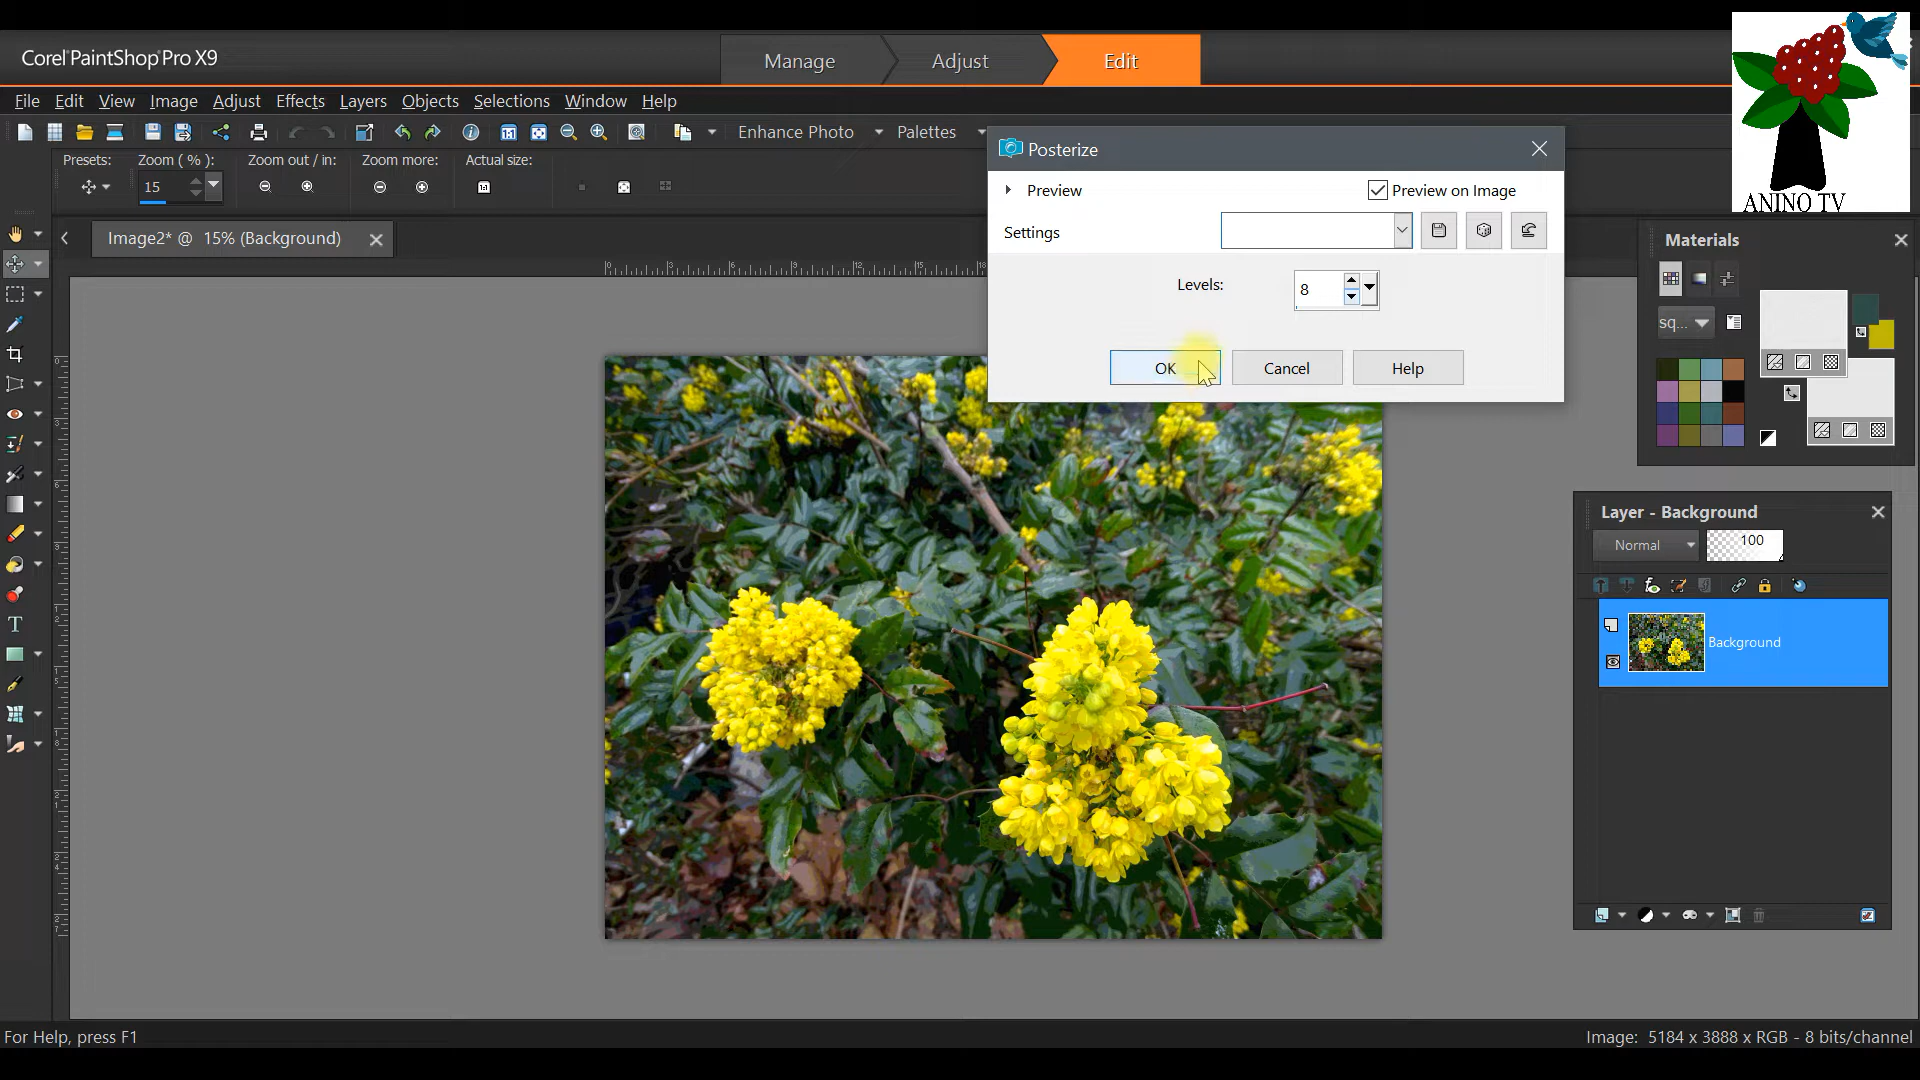 Corel PaintShop Pro X9
Manage
Adjust
Edit
File Edit View Image Adjust Effects Layers Objects Selections Window Help
Enhance Photo
Palettes
Presets:
Zoom ( % ):
Zoom out / in:
Zoom more:
Actual size:
15
Image2* @ 15% (Background)
Posterize
Preview
Preview on Image
Settings
Levels:
8
OK
Cancel
Help
ANINO TV
Materials
sq...
Layer - Background
Normal
100
Background
For Help, press F1
Image: 5184 x 3888 x RGB - 8 bits/channel